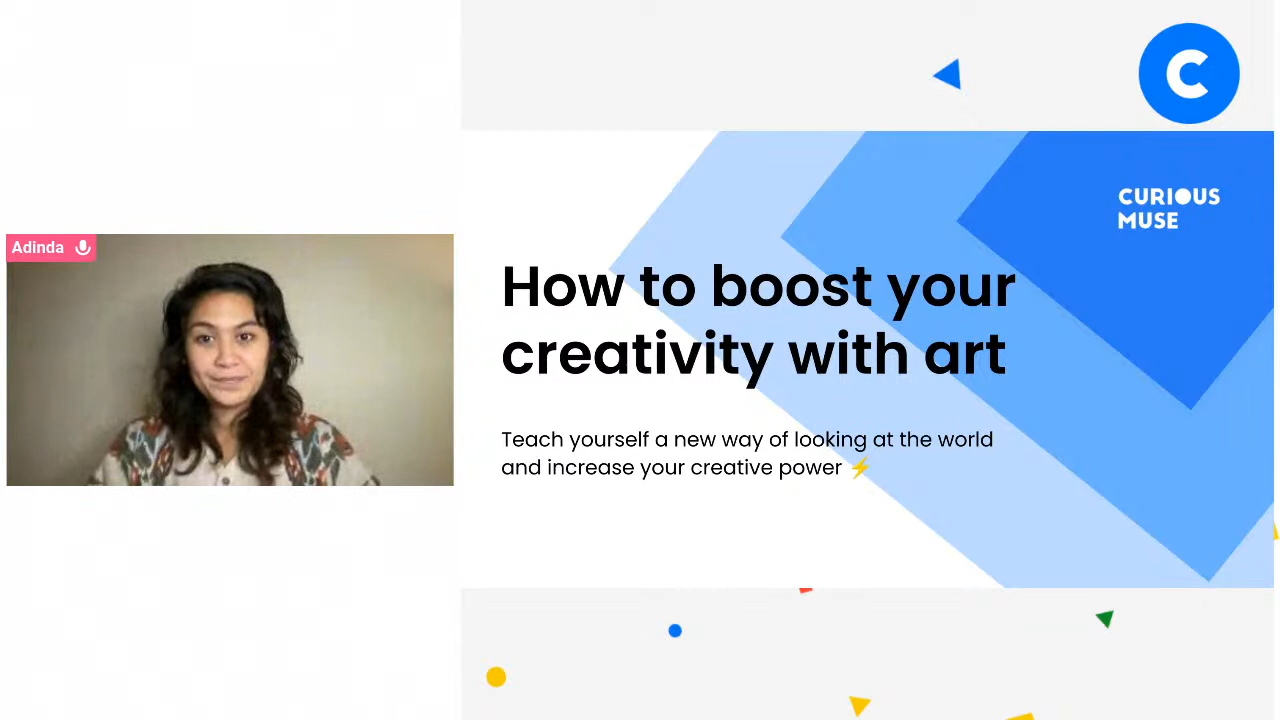 Adinda
C
CURIOUS
MUSE
How to boost your
creativity with art
Teach yourself a new way of looking at the world
and increase your creative power ⚡